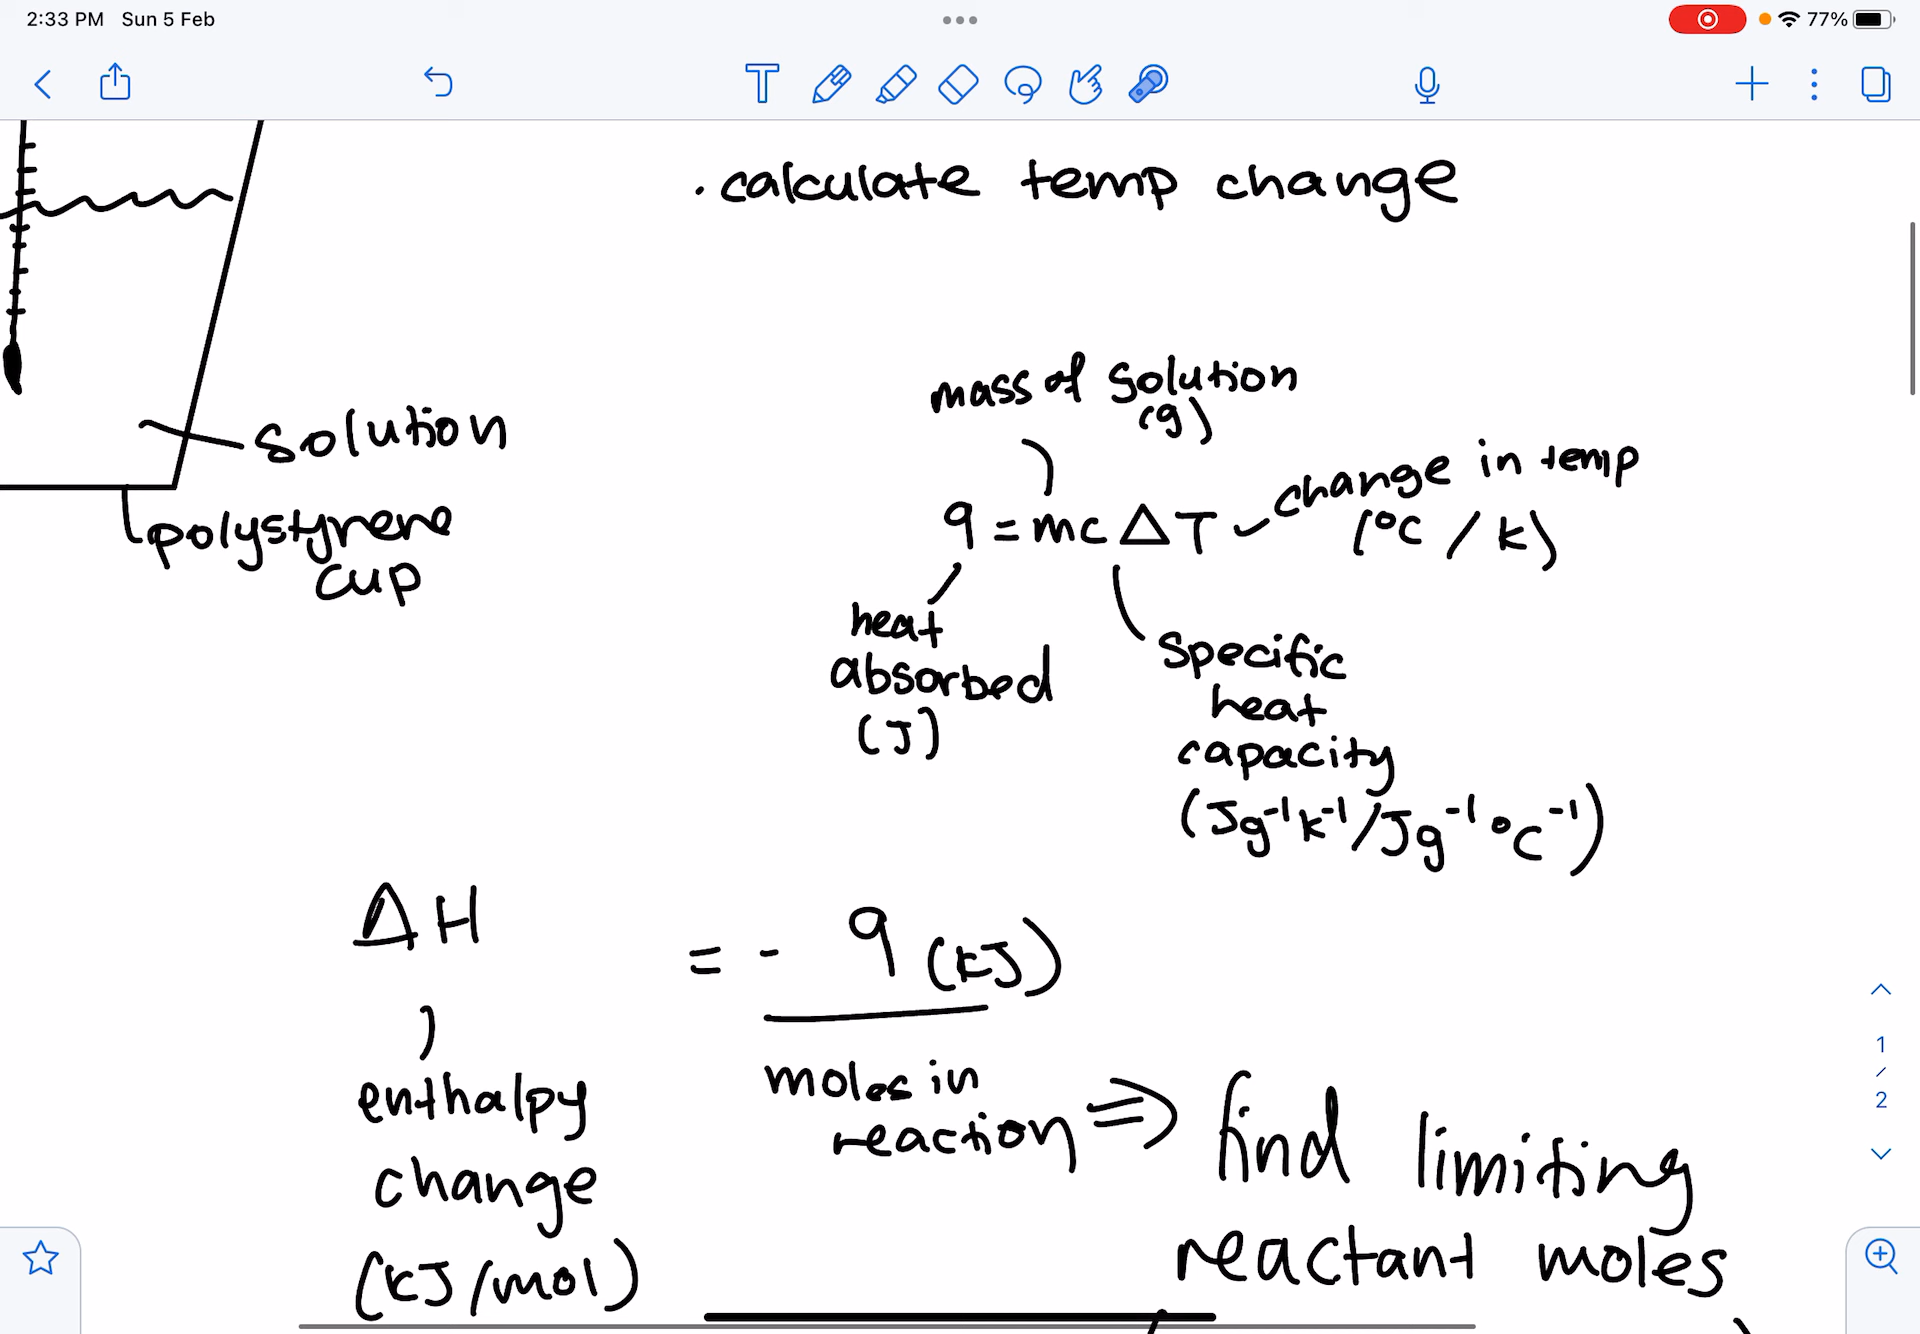 2:33 PM Sun 5 Feb
77%
T
. calculate temp change
mass of solution
(g)
solution
polystyrene
cup
q = mc ΔT
change in temp
(°C / K)
heat
absorbed
(J)
specific
heat
capacity
(Jg⁻¹K⁻¹/Jg⁻¹°C⁻¹)
ΔH = - q (kJ)
moles in
reaction ⇒ find limiting
reactant moles
enthalpy
change
(kJ/mol)
1
/
2